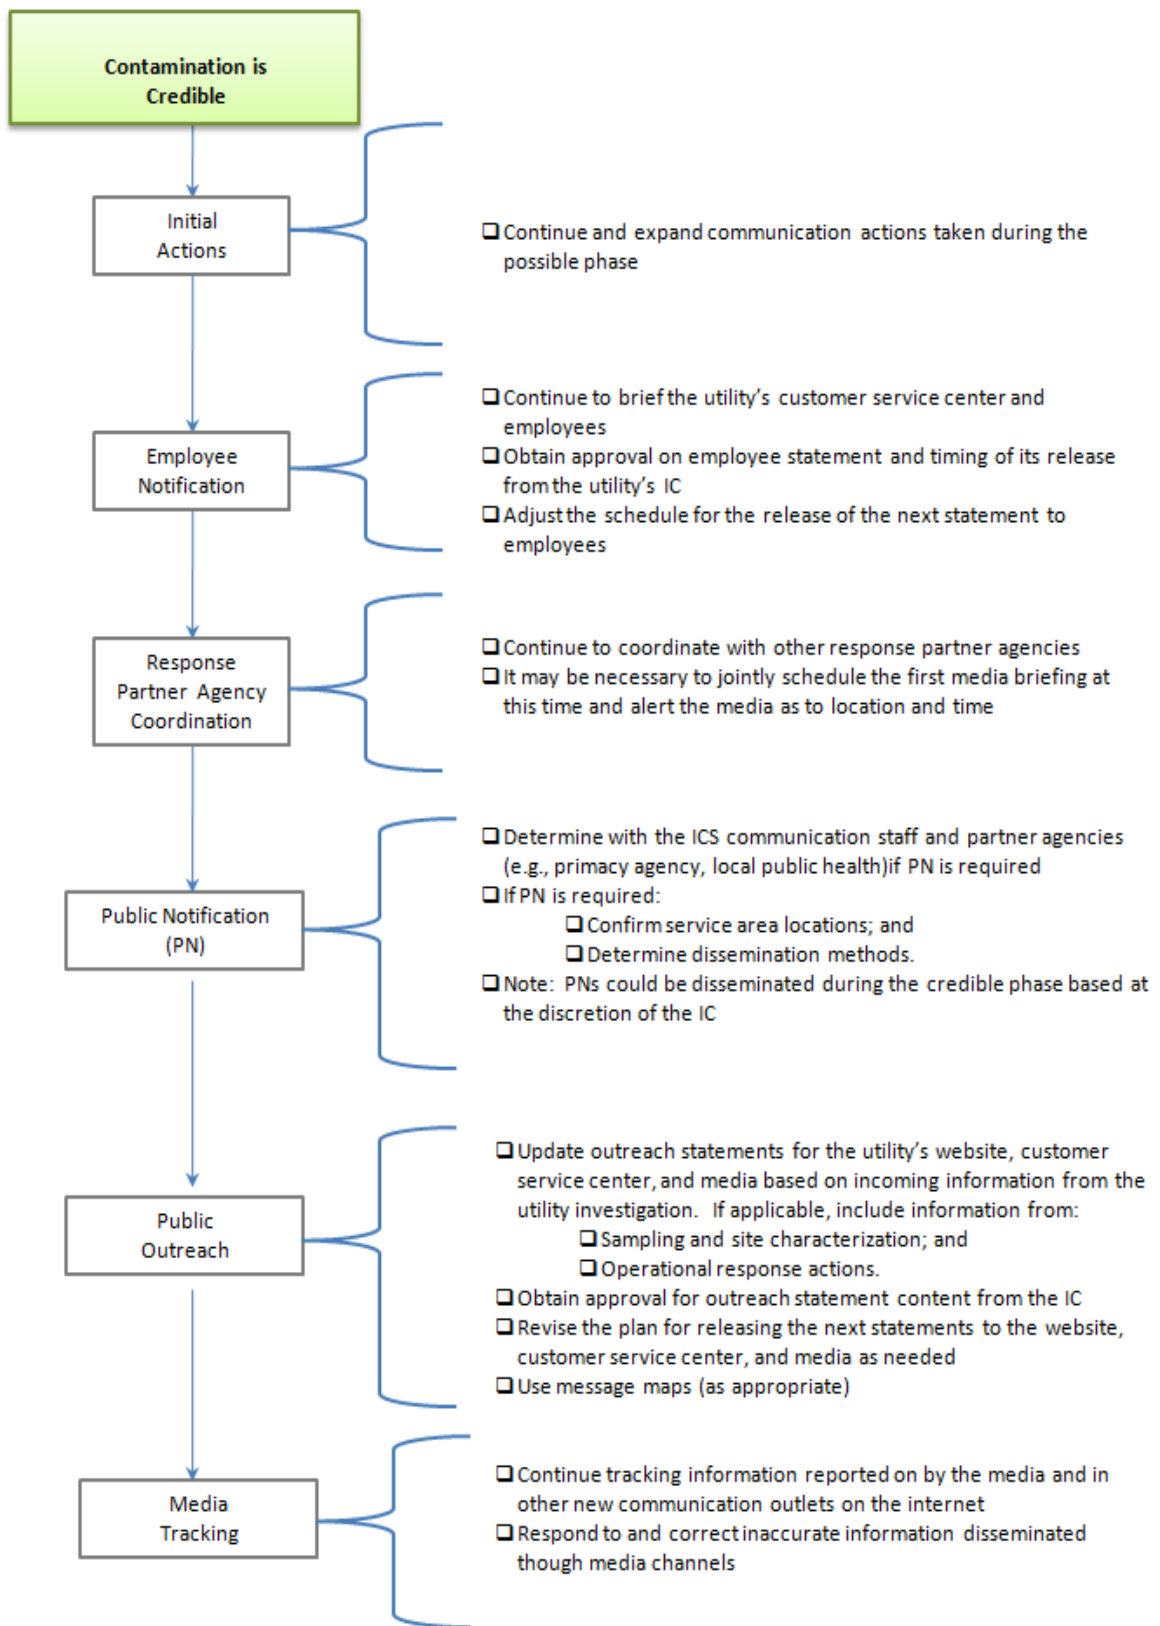 Contamination is
Credible
Initial
Actions
❑ Continue and expand communication actions taken during the
possible phase
Employee
Notification
❑ Continue to brief the utility's customer service center and
employees
❑ Obtain approval on employee statement and timing of its release
from the utility's IC
❑ Adjust the schedule for the release of the next statement to
employees
Response
Partner Agency
Coordination
❑ Continue to coordinate with other response partner agencies
❑ It may be necessary to jointly schedule the first media briefing at
this time and alert the media as to location and time
Public Notification
(PN)
❑ Determine with the ICS communication staff and partner agencies
(e.g., primacy agency, local public health)if PN is required
❑ If PN is required:
❑ Confirm service area locations; and
❑ Determine dissemination methods.
❑ Note: PNs could be disseminated during the credible phase based at
the discretion of the IC
Public
Outreach
❑ Update outreach statements for the utility's website, customer
service center, and media based on incoming information from the
utility investigation. If applicable, include information from:
❑ Sampling and site characterization; and
❑ Operational response actions.
❑ Obtain approval for outreach statement content from the IC
❑ Revise the plan for releasing the next statements to the website,
customer service center, and media as needed
❑ Use message maps (as appropriate)
Media
Tracking
❑ Continue tracking information reported on by the media and in
other new communication outlets on the internet
❑ Respond to and correct inaccurate information disseminated
though media channels